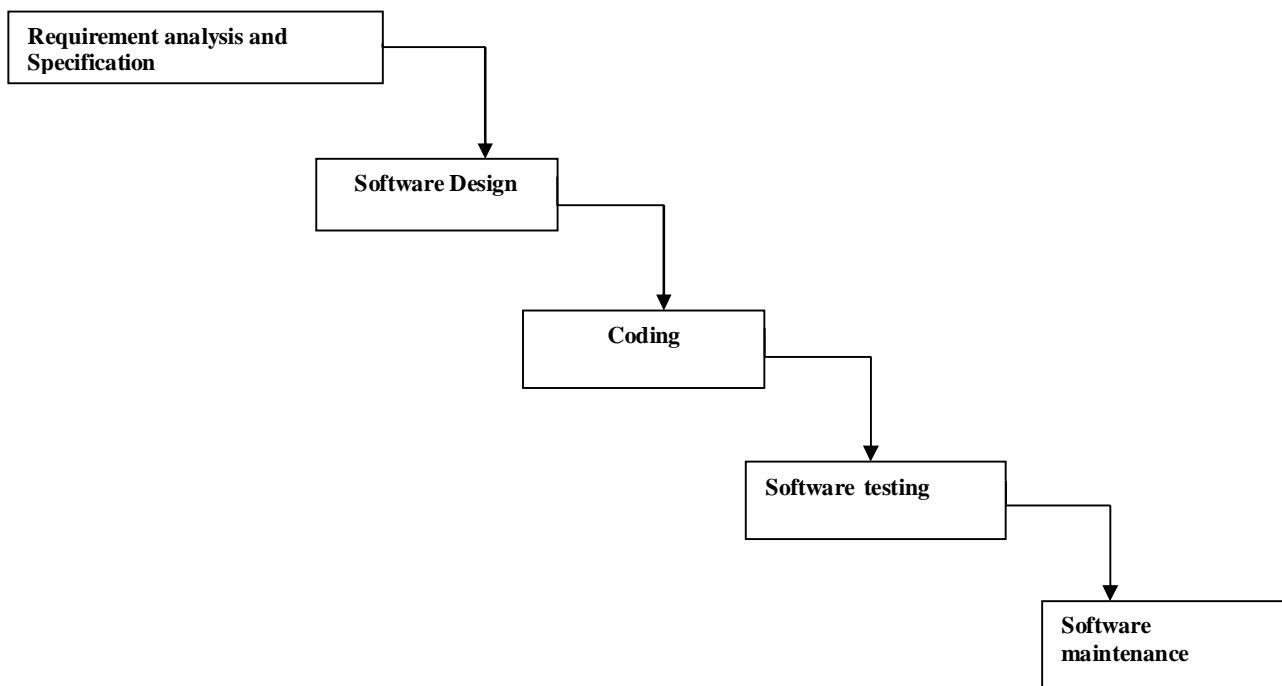 Requirement analysis and
Specification
Software Design
Coding
Software testing
Software
maintenance